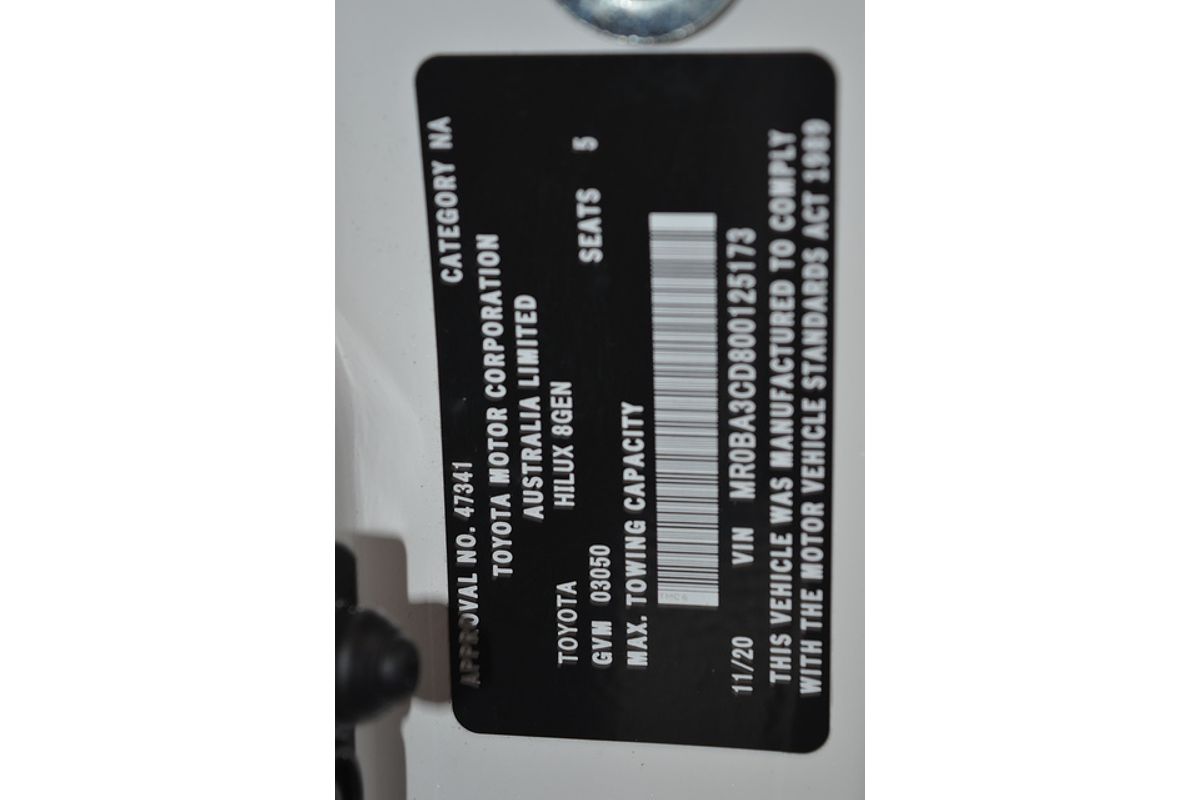 APPROVAL NO. 47341 CATEGORY NA
TOYOTA MOTOR CORPORATION
AUSTRALIA LIMITED
TOYOTA HILUX 8GEN
GVM 03050 SEATS 5
MAX. TOWING CAPACITY
11/20 VIN MR0BA3CD800125173
THIS VEHICLE WAS MANUFACTURED TO COMPLY
WITH THE MOTOR VEHICLE STANDARDS ACT 1989